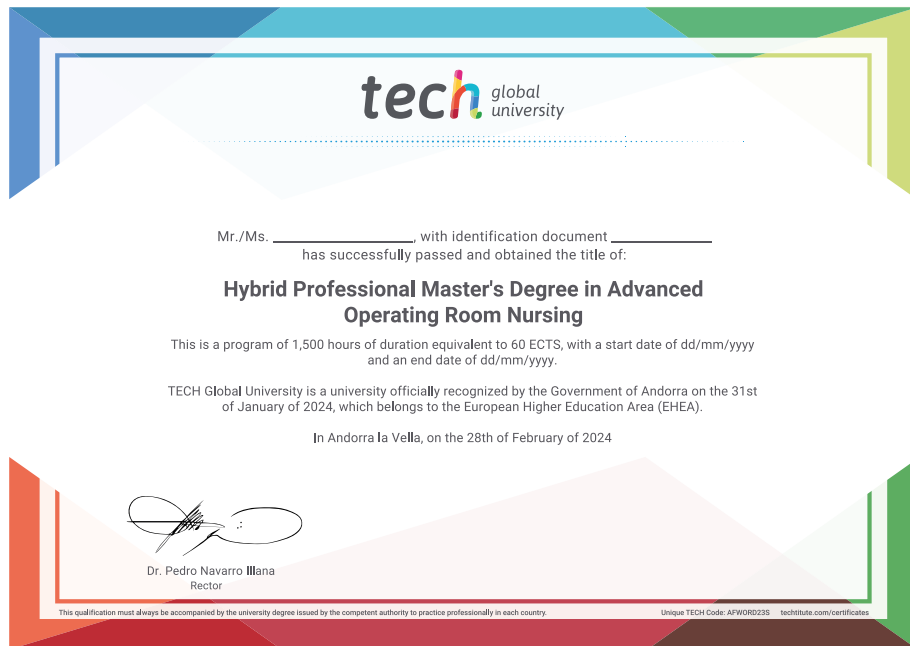 tech global university
Mr./Ms. ____________________, with identification document ______________
has successfully passed and obtained the title of:
Hybrid Professional Master's Degree in Advanced
Operating Room Nursing
This is a program of 1,500 hours of duration equivalent to 60 ECTS, with a start date of dd/mm/yyyy
and an end date of dd/mm/yyyy.
TECH Global University is a university officially recognized by the Government of Andorra on the 31st
of January of 2024, which belongs to the European Higher Education Area (EHEA).
In Andorra la Vella, on the 28th of February of 2024
Dr. Pedro Navarro Illana
Rector
This qualification must always be accompanied by the university degree issued by the competent authority to practice professionally in each country.
Unique TECH Code: AFWORD23S techtitute.com/certificates